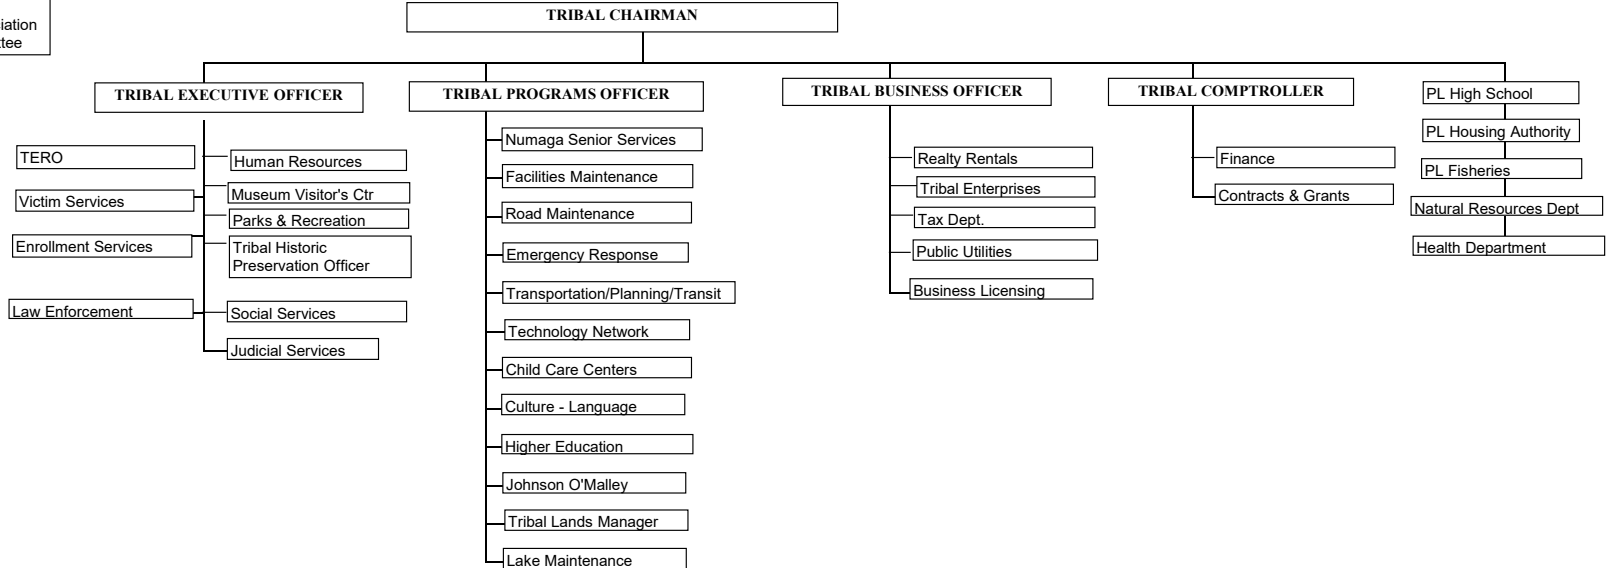 TRIBAL CHAIRMAN
TRIBAL EXECUTIVE OFFICER
TERO
Victim Services
Enrollment Services
Law Enforcement
Human Resources
Museum Visitor's Ctr
Parks & Recreation
Tribal Historic
Preservation Officer
Social Services
Judicial Services
TRIBAL PROGRAMS OFFICER
Numaga Senior Services
Facilities Maintenance
Road Maintenance
Emergency Response
Transportation/Planning/Transit
Technology Network
Child Care Centers
Culture - Language
Higher Education
Johnson O'Malley
Tribal Lands Manager
Lake Maintenance
TRIBAL BUSINESS OFFICER
Realty Rentals
Tribal Enterprises
Tax Dept.
Public Utilities
Business Licensing
TRIBAL COMPTROLLER
Finance
Contracts & Grants
PL High School
PL Housing Authority
PL Fisheries
Natural Resources Dept
Health Department